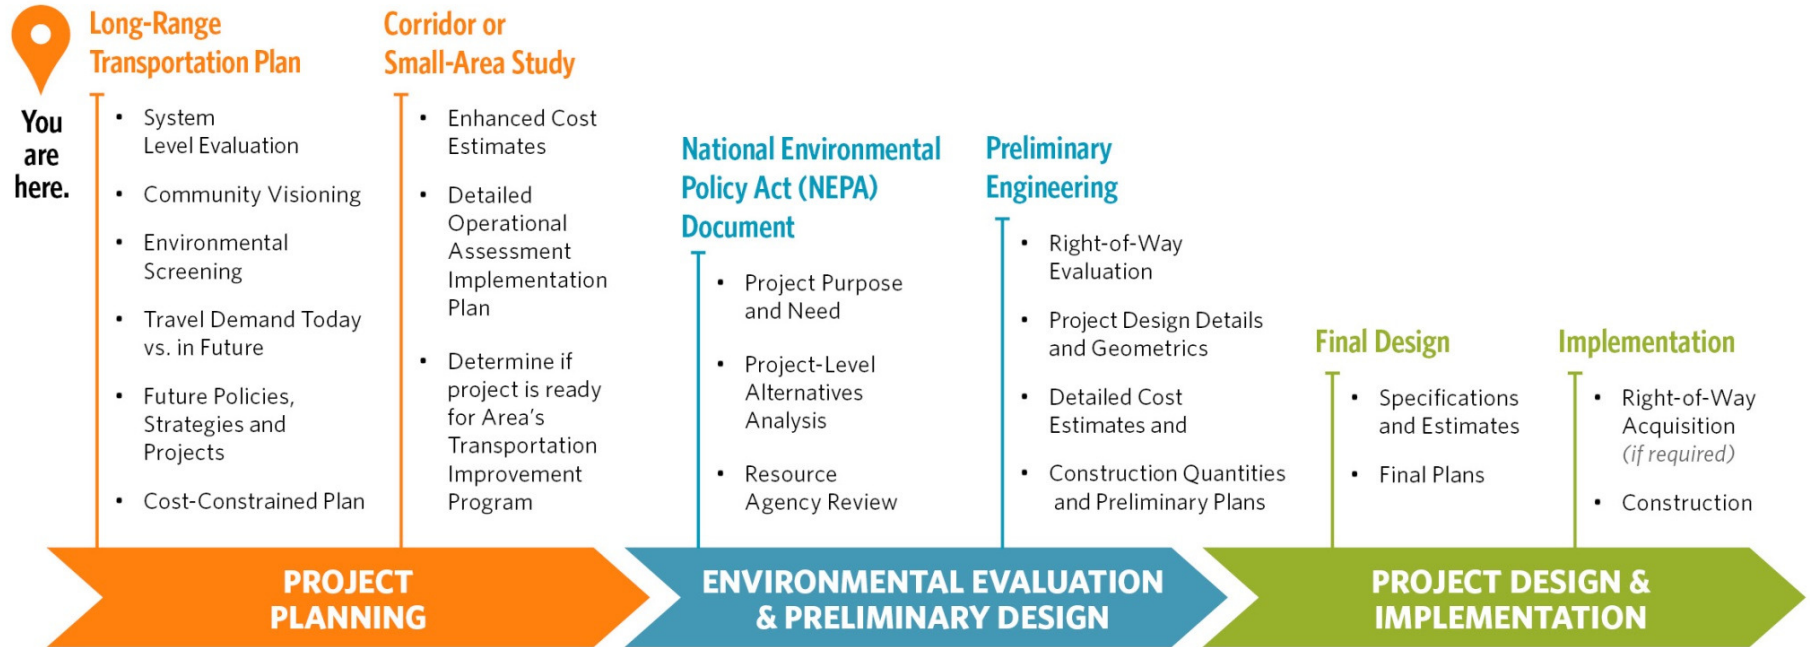 You
are
here.
Long-Range
Transportation Plan
• System
Level Evaluation
• Community Visioning
• Environmental
Screening
• Travel Demand Today
vs. in Future
• Future Policies,
Strategies and
Projects
• Cost-Constrained Plan
Corridor or
Small-Area Study
• Enhanced Cost
Estimates
• Detailed
Operational
Assessment
Implementation
Plan
• Determine if
project is ready
for Area’s
Transportation
Improvement
Program
PROJECT
PLANNING
National Environmental
Policy Act (NEPA)
Document
• Project Purpose
and Need
• Project-Level
Alternatives
Analysis
• Resource
Agency Review
Preliminary
Engineering
• Right-of-Way
Evaluation
• Project Design Details
and Geometrics
• Detailed Cost
Estimates and
• Construction Quantities
and Preliminary Plans
ENVIRONMENTAL EVALUATION
& PRELIMINARY DESIGN
Final Design
• Specifications
and Estimates
• Final Plans
Implementation
• Right-of-Way
Acquisition
(if required)
• Construction
PROJECT DESIGN &
IMPLEMENTATION